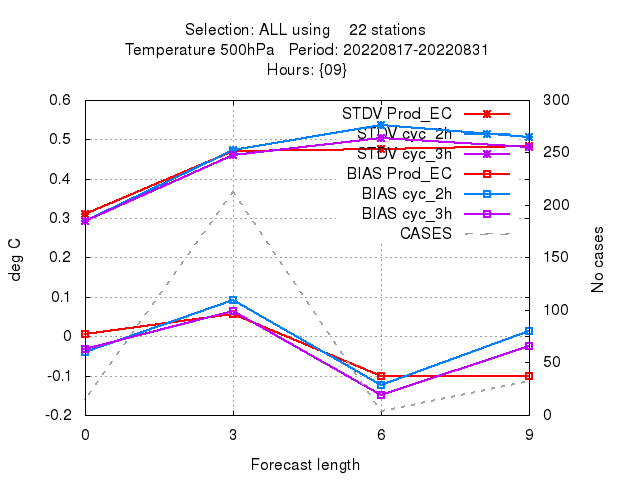 Selection: ALL using 22 stations
Temperature 500hPa Period: 20220817-20220831
Hours: {09}
0.6
0.5
0.4
0.3
0.2
0.1
0
-0.1
-0.2
300
250
200
150
100
50
0
STDV Prod_EC
STDV cyc_2h
STDV cyc_3h
BIAS Prod_EC
BIAS cyc_2h
BIAS cyc_3h
CASES
deg C
No cases
0 3 6 9
Forecast length